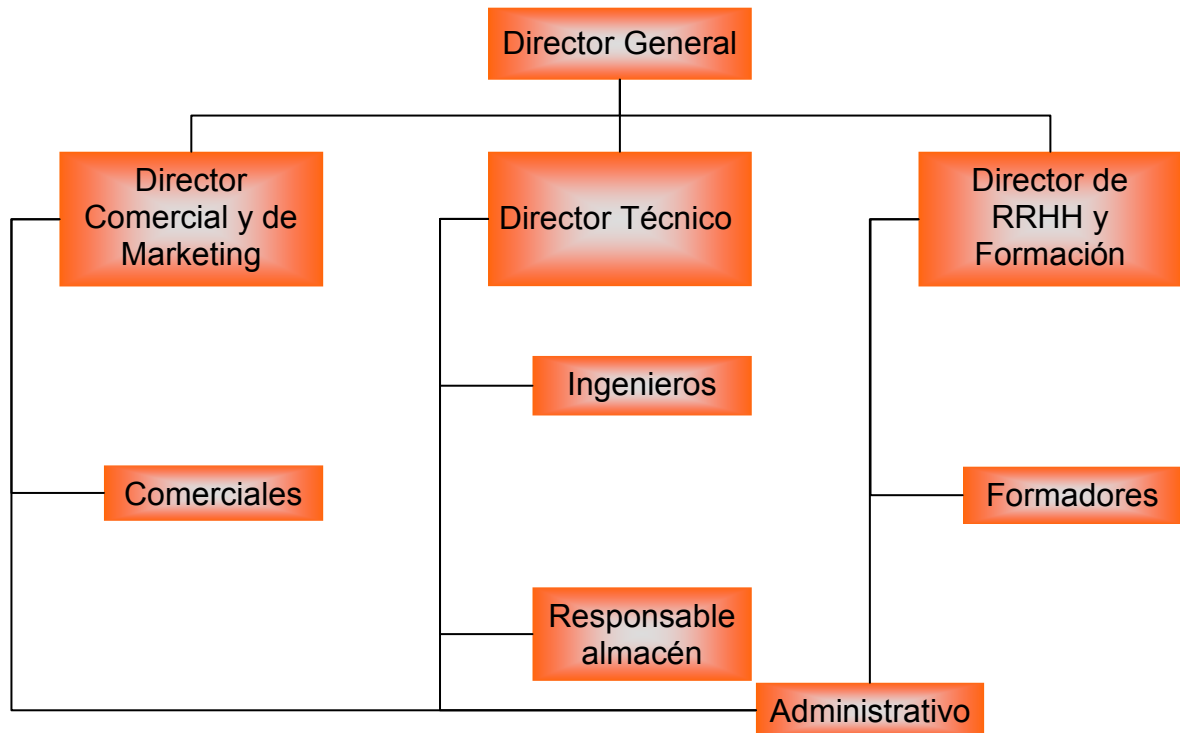 Director General
Director
Comercial y de
Marketing
Director Técnico
Director de
RRHH y
Formación
Ingenieros
Comerciales
Formadores
Responsable
almacén
Administrativo